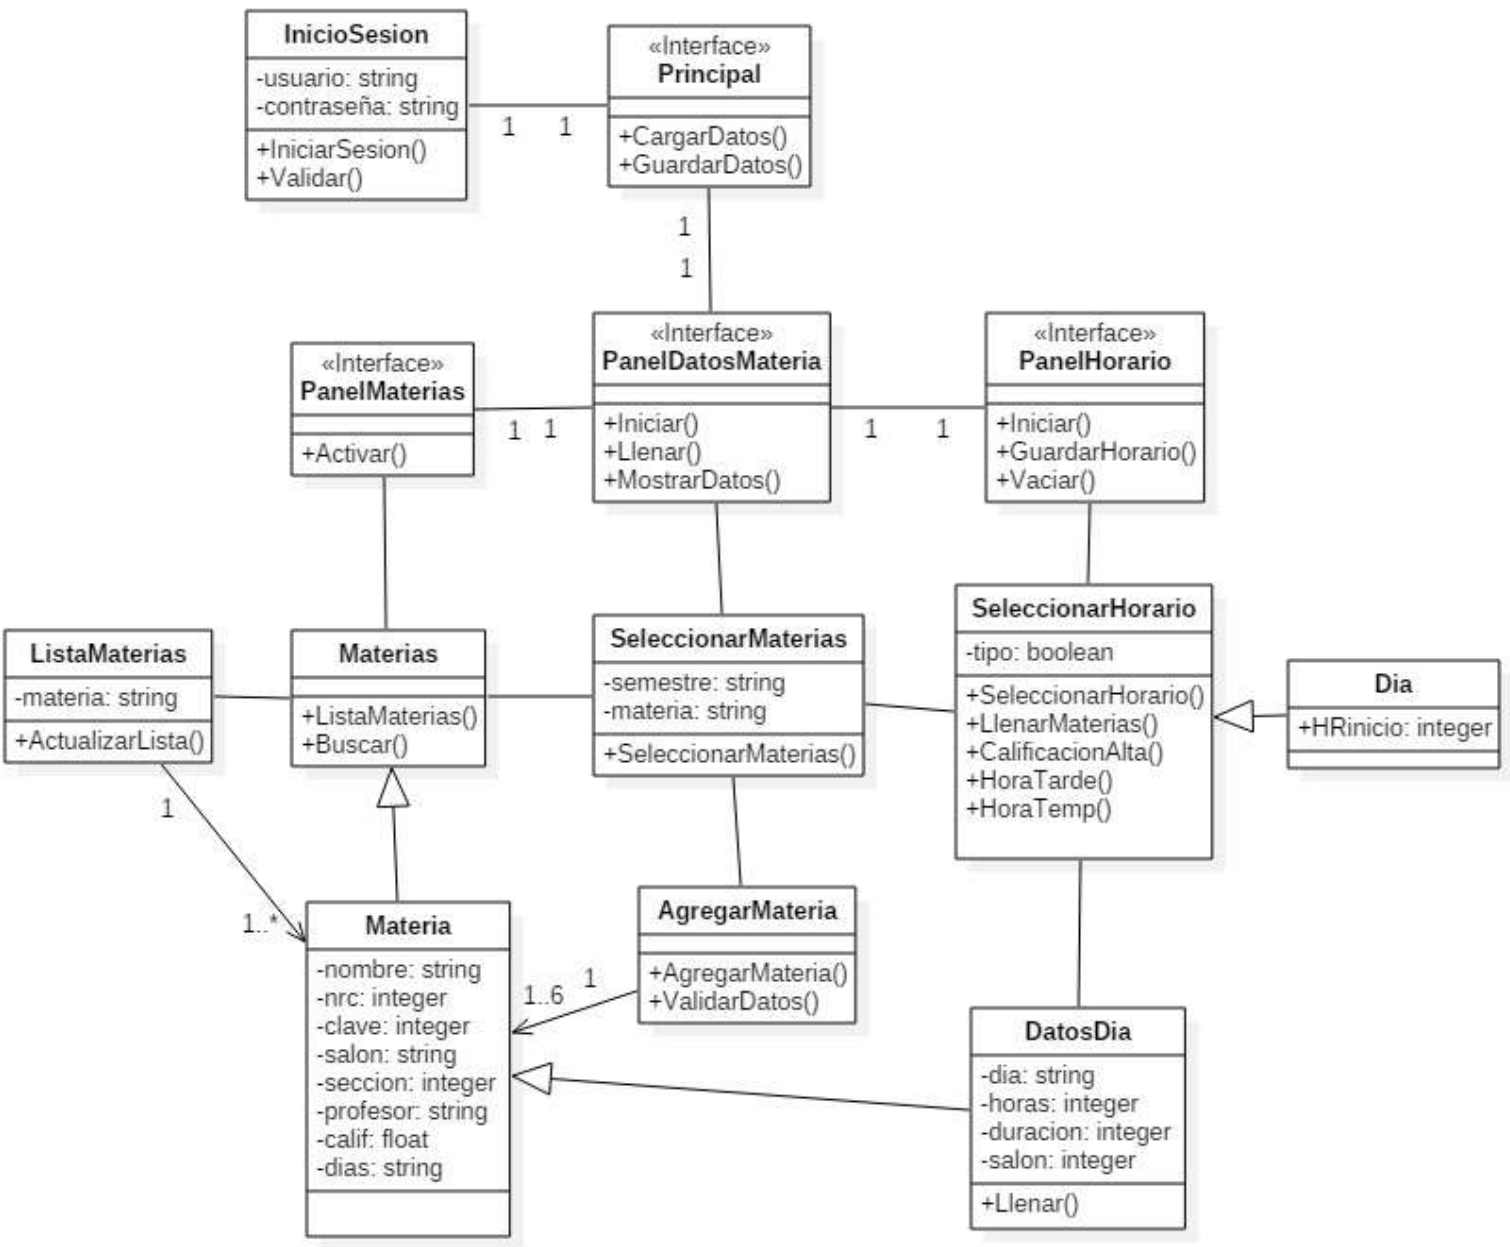 InicioSesion
-usuario: string
-contraseña: string
+IniciarSesion()
+Validar()
1
1
«Interface»
Principal
+CargarDatos()
+GuardarDatos()
1
1
«Interface»
PanelMaterias
+Activar()
1
1
«Interface»
PanelDatosMateria
+Iniciar()
+Llenar()
+MostrarDatos()
1
1
«Interface»
PanelHorario
+Iniciar()
+GuardarHorario()
+Vaciar()
ListaMaterias
-materia: string
+ActualizarLista()
Materias
+ListaMaterias()
+Buscar()
SeleccionarMaterias
-semestre: string
-materia: string
+SeleccionarMaterias()
SeleccionarHorario
-tipo: boolean
+SeleccionarHorario()
+LlenarMaterias()
+CalificacionAlta()
+HoraTarde()
+HoraTemp()
Dia
+HRinicio: integer
1
1..*
Materia
-nombre: string
-nrc: integer
-clave: integer
-salon: string
-seccion: integer
-profesor: string
-calif: float
-dias: string
1..6
1
AgregarMateria
+AgregarMateria()
+ValidarDatos()
DatosDia
-dia: string
-horas: integer
-duracion: integer
-salon: integer
+Llenar()